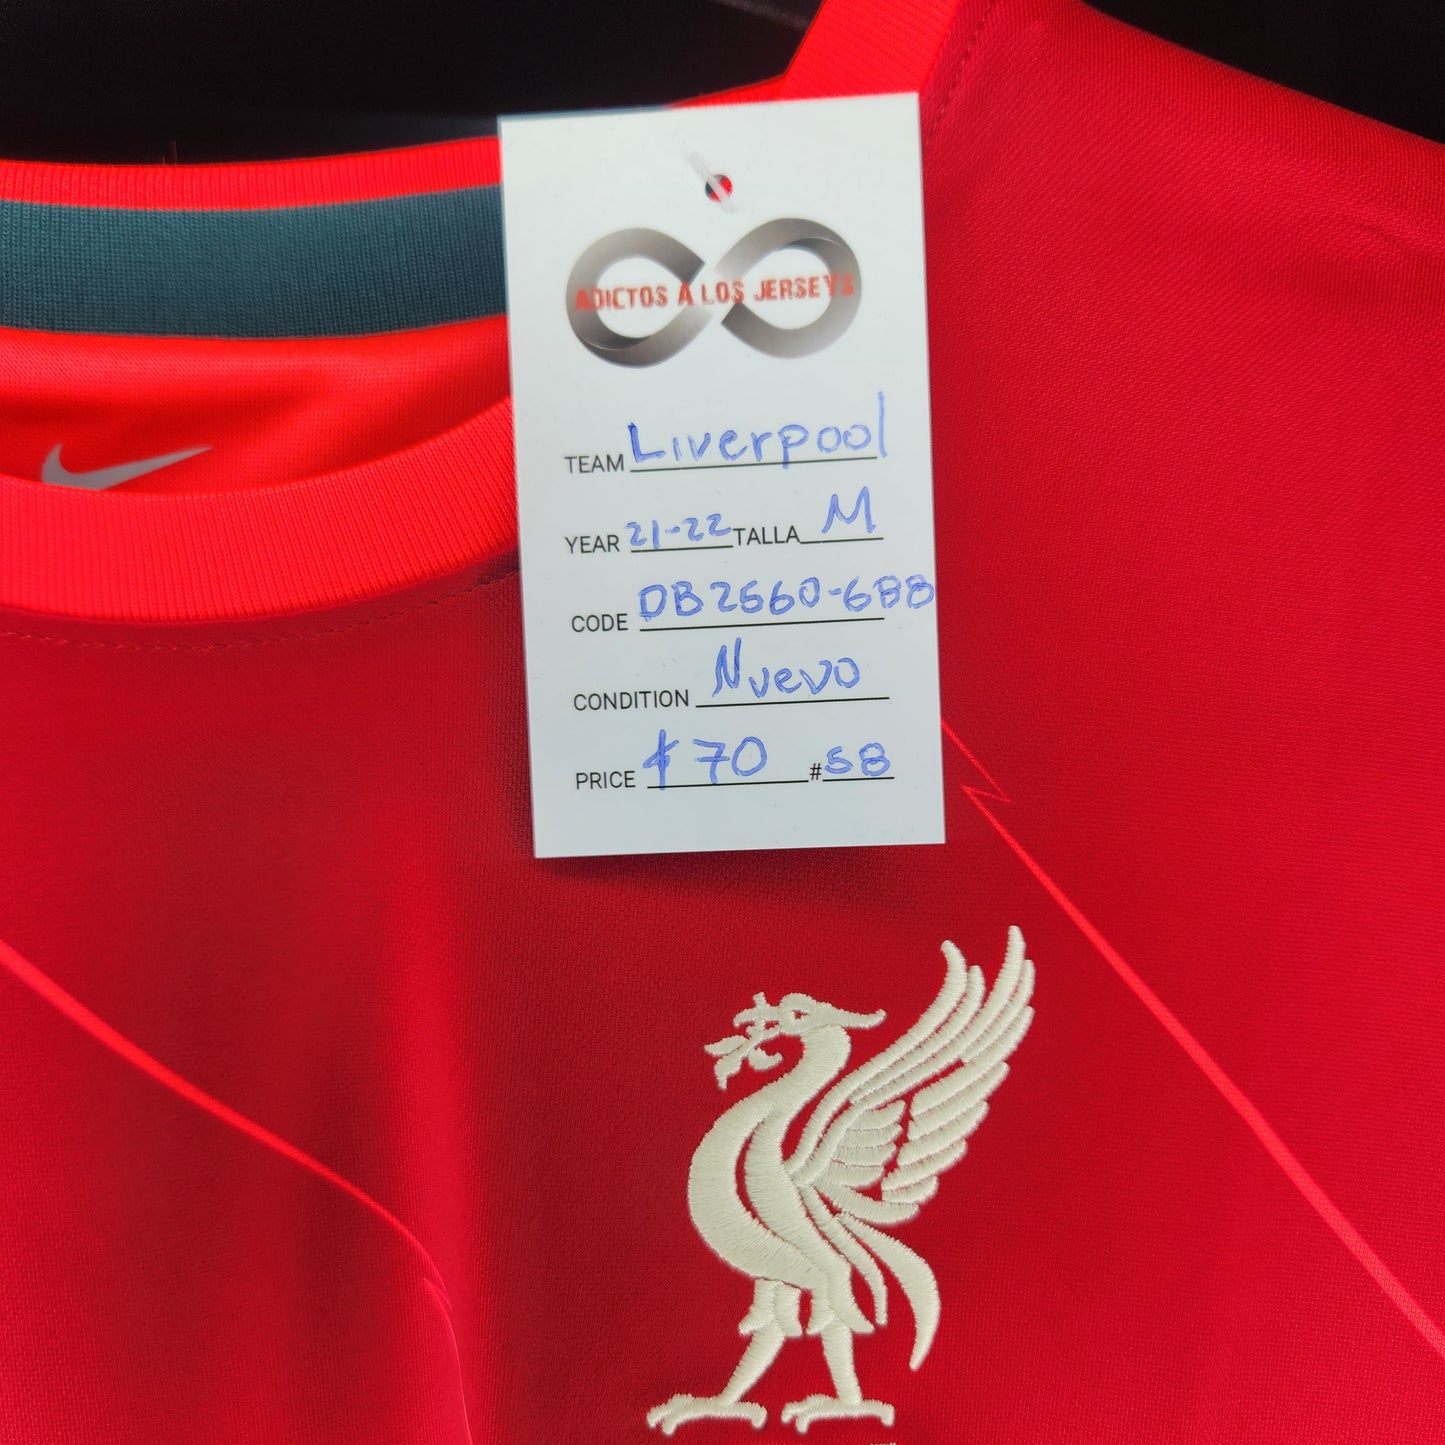 ADICTOS A LOS JERSEYS
TEAM Liverpool
YEAR 21-22 TALLA M
CODE DB2560-688
CONDITION Nuevo
PRICE $70 #58